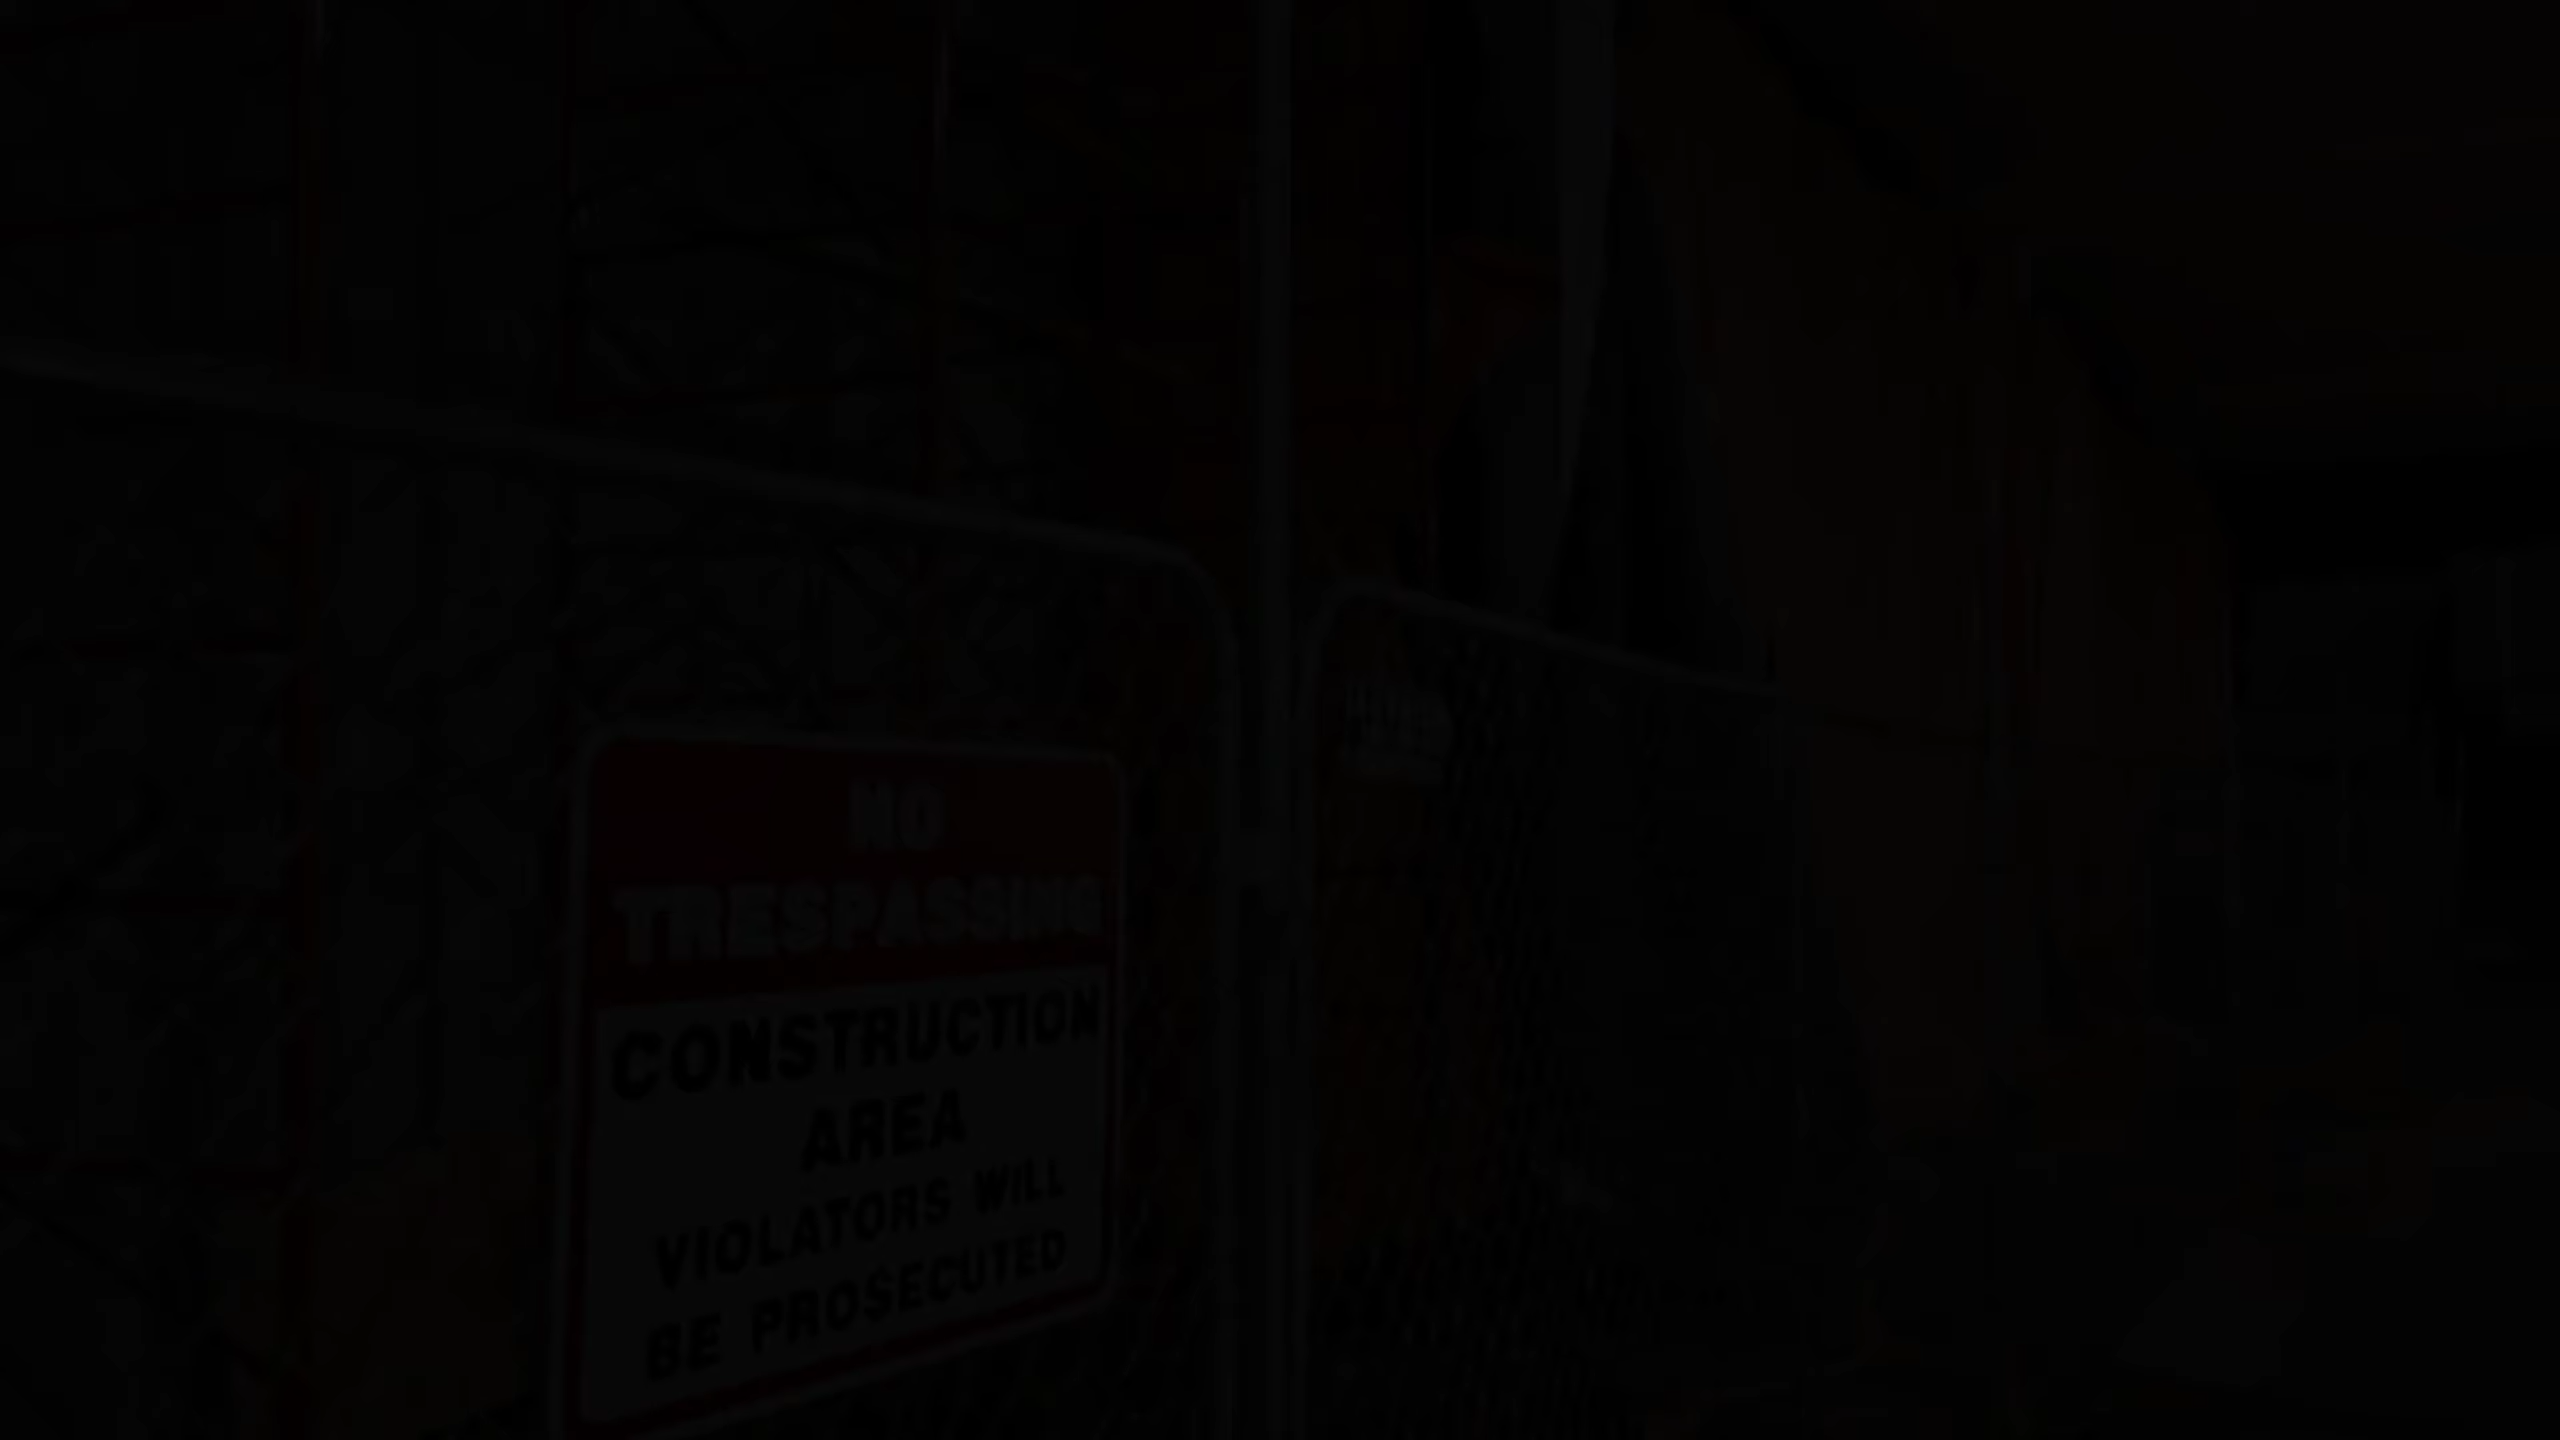 NO
TRESPASSING
CONSTRUCTION
AREA
VIOLATORS WILL
BE PROSECUTED